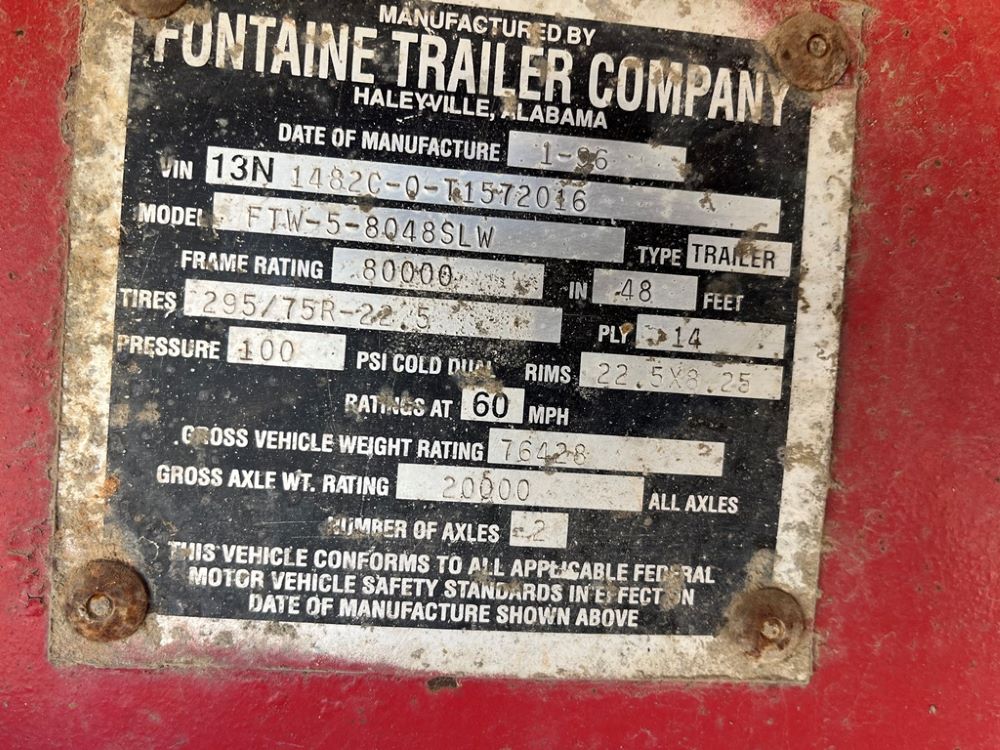 MANUFACTURED BY
FONTAINE TRAILER COMPANY
HALEYVILLE, ALABAMA
DATE OF MANUFACTURE 1-96
VIN 13N 1482C-0-T1572016
MODEL FTW-5-8048SLW TYPE TRAILER
FRAME RATING 80000 IN 48 FEET
TIRES 295/75R-22.5 PLY 14
PRESSURE 100 PSI COLD DUAL RIMS 22.5X8.25
RATINGS AT 60 MPH
GROSS VEHICLE WEIGHT RATING 76428
GROSS AXLE WT. RATING 20000 ALL AXLES
NUMBER OF AXLES 2
THIS VEHICLE CONFORMS TO ALL APPLICABLE FEDERAL
MOTOR VEHICLE SAFETY STANDARDS IN EFFECT ON
DATE OF MANUFACTURE SHOWN ABOVE